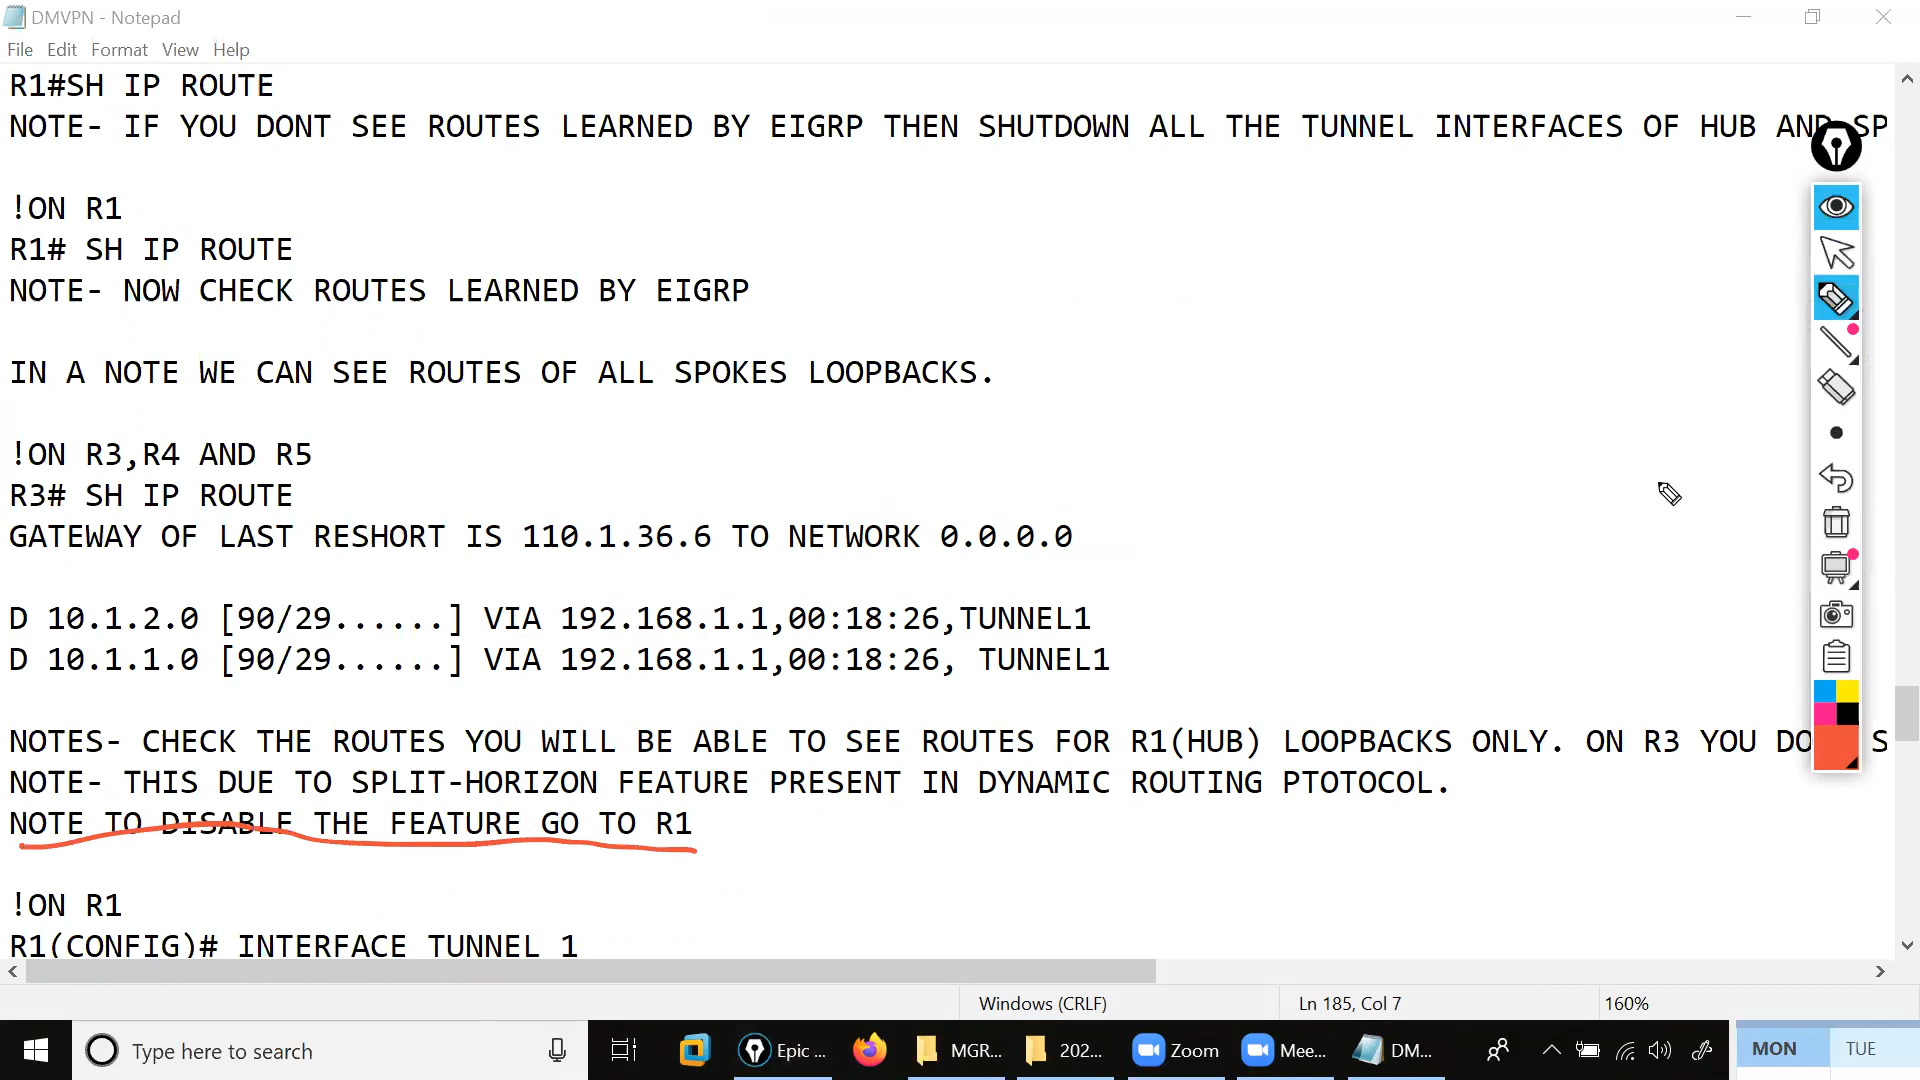 DMVPN - Notepad
File Edit Format View Help
R1#SH IP ROUTE
NOTE- IF YOU DONT SEE ROUTES LEARNED BY EIGRP THEN SHUTDOWN ALL THE TUNNEL INTERFACES OF HUB AND SP
!ON R1
R1# SH IP ROUTE
NOTE- NOW CHECK ROUTES LEARNED BY EIGRP
IN A NOTE WE CAN SEE ROUTES OF ALL SPOKES LOOPBACKS.
!ON R3,R4 AND R5
R3# SH IP ROUTE
GATEWAY OF LAST RESHORT IS 110.1.36.6 TO NETWORK 0.0.0.0
D 10.1.2.0 [90/29......] VIA 192.168.1.1,00:18:26,TUNNEL1
D 10.1.1.0 [90/29......] VIA 192.168.1.1,00:18:26, TUNNEL1
NOTES- CHECK THE ROUTES YOU WILL BE ABLE TO SEE ROUTES FOR R1(HUB) LOOPBACKS ONLY. ON R3 YOU DO S
NOTE- THIS DUE TO SPLIT-HORIZON FEATURE PRESENT IN DYNAMIC ROUTING PTOTOCOL.
NOTE TO DISABLE THE FEATURE GO TO R1
!ON R1
R1(CONFIG)# INTERFACE TUNNEL 1
Windows (CRLF) Ln 185, Col 7 160%
Type here to search Epic ... MGR... 202... Zoom Mee... DM... MON TUE